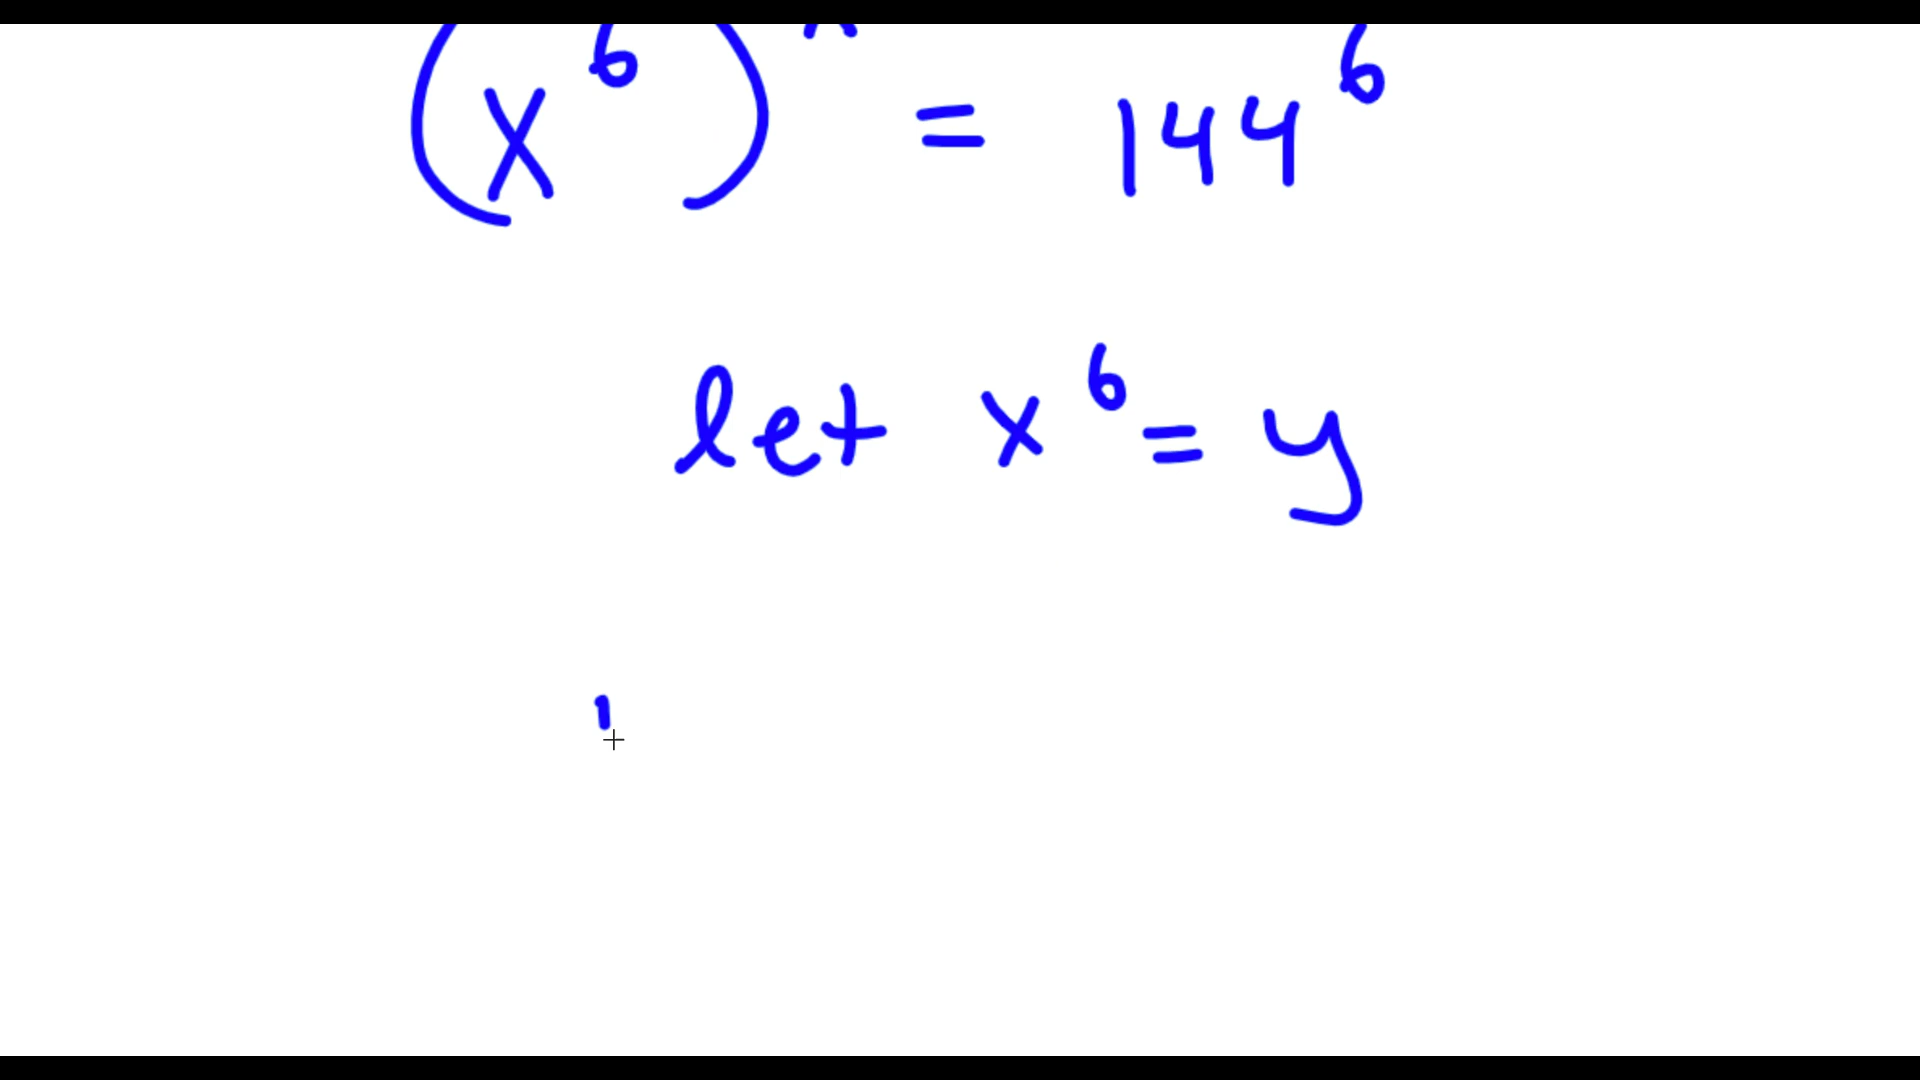 (x^6) = 144^6
let x^6 = y